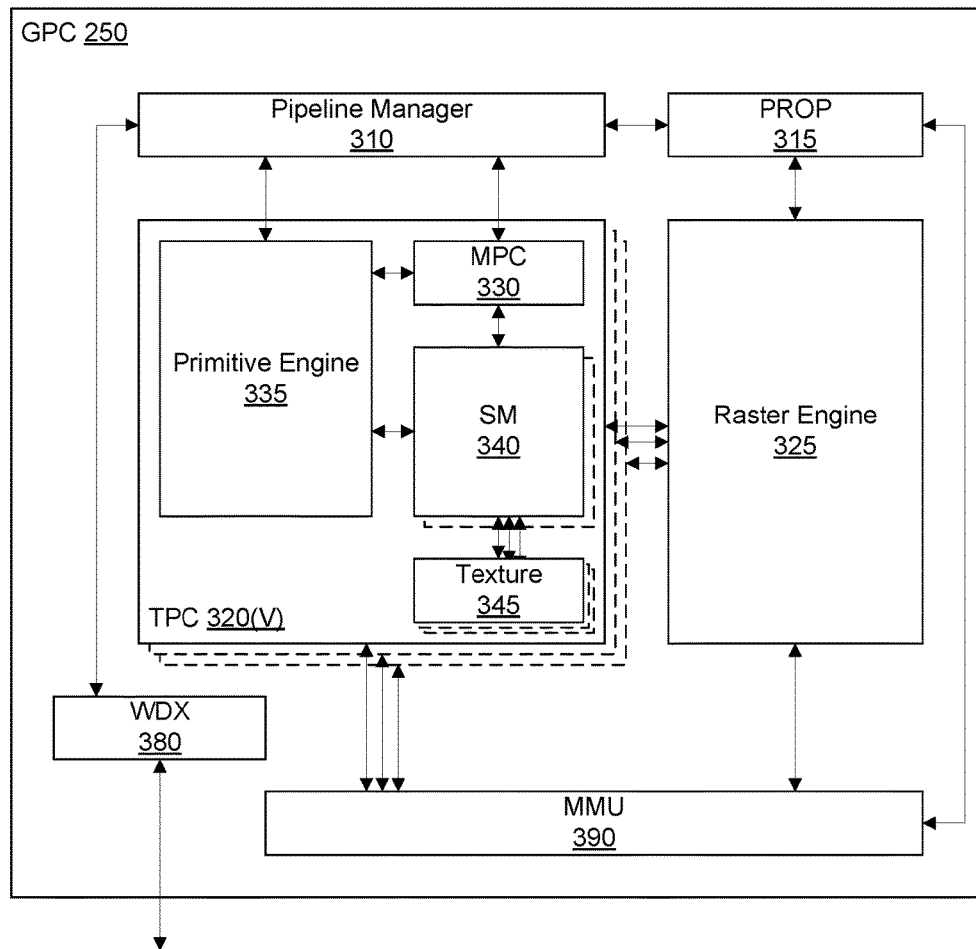 GPC 250
Pipeline Manager
310
PROP
315
MPC
330
Primitive Engine
335
SM
340
Raster Engine
325
Texture
345
TPC 320(V)
WDX
380
MMU
390